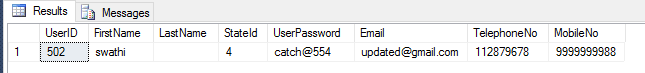 Results Messages
UserID FirstName LastName StateId UserPassword Email TelephoneNo MobileNo
1 502 swathi 4 catch@554 updated@gmail.com 112879678 9999999988